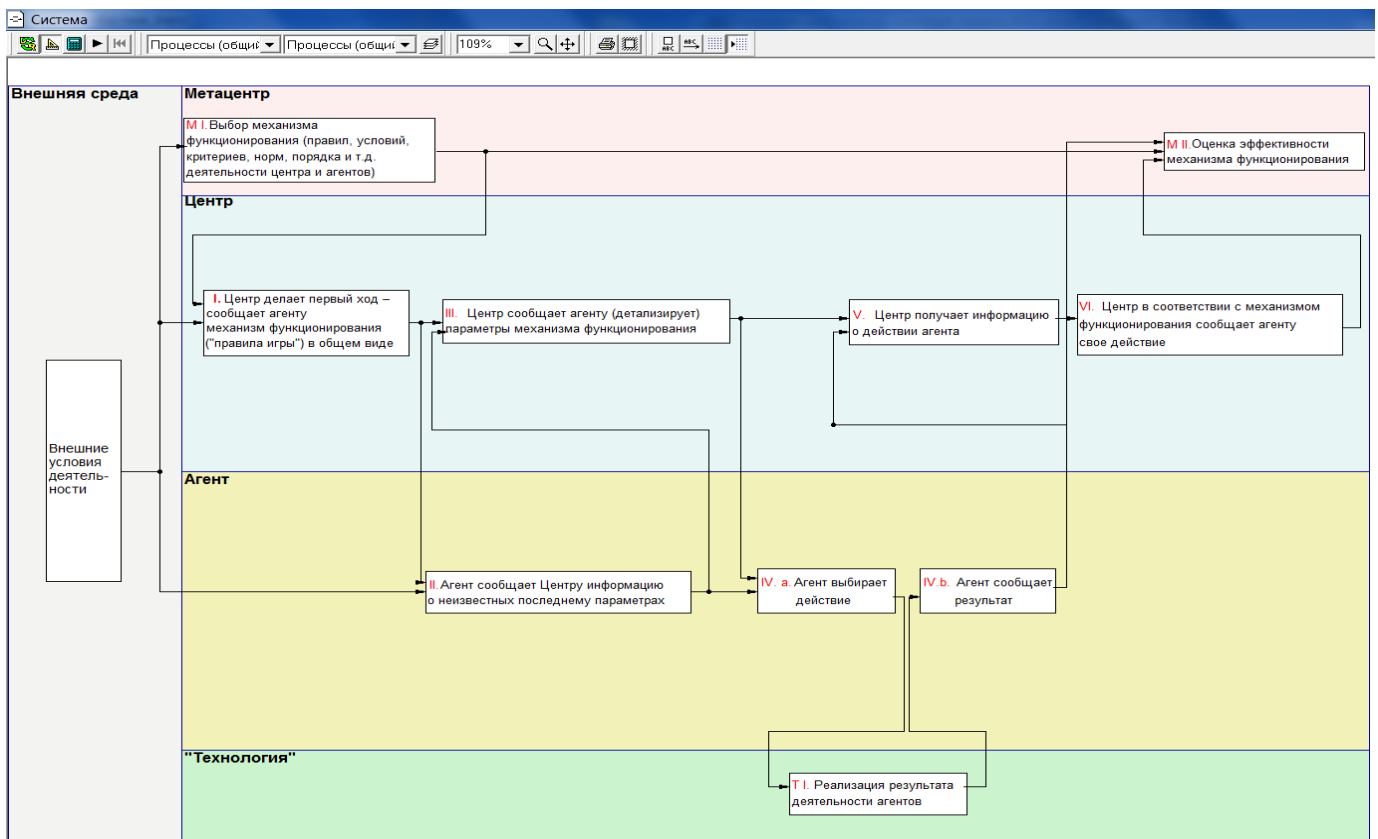 Система
Процессы (общи
Процессы (общи
109%
Внешняя среда
Метацентр
M I. Выбор механизма
функционирования (правил, условий,
критериев, норм, порядка и т.д.
деятельности центра и агентов)
M II. Оценка эффективности
механизма функционирования
Центр
I. Центр делает первый ход –
сообщает агенту
механизм функционирования
("правила игры") в общем виде
III. Центр сообщает агенту (детализирует)
параметры механизма функционирования
V. Центр получает информацию
о действии агента
VI. Центр в соответствии с механизмом
функционирования сообщает агенту
свое действие
Внешние
условия
деятель-
ности
Агент
II. Агент сообщает Центру информацию
о неизвестных последнему параметрах
IV. a. Агент выбирает
действие
IV.b. Агент сообщает
результат
"Технология"
T I. Реализация результата
деятельности агентов